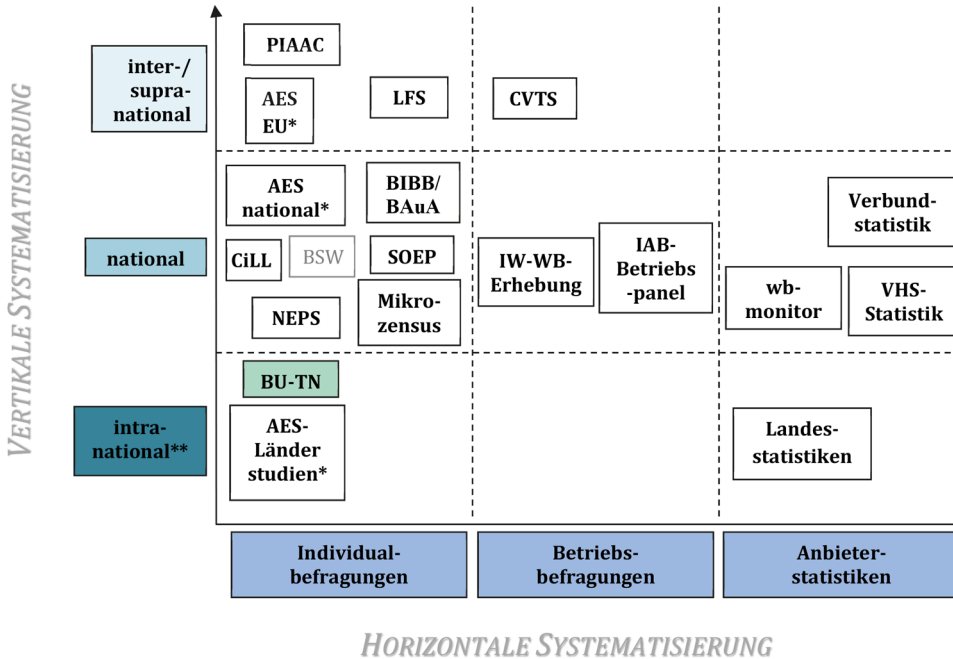 VERTIKALE SYSTEMATISIERUNG
inter-/
supra-
national
PIAAC
AES
EU*
LFS
CVTS
national
AES
national*
BIBB/
BAuA
CiLL
BSW
SOEP
NEPS
Mikro-
zensus
IW-WB-
Erhebung
IAB-
Betriebs
-panel
Verbund-
statistik
wb-
monitor
VHS-
Statistik
intra-
national**
BU-TN
AES-
Länder
studien*
Landes-
statistiken
Individual-
befragungen
Betriebs-
befragungen
Anbieter-
statistiken
HORIZONTALE SYSTEMATISIERUNG